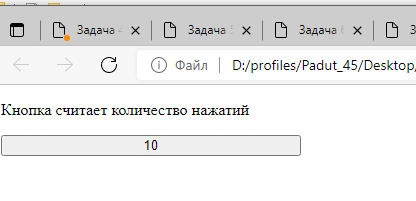 Задача
Задача
Задача
З
Файл D:/profiles/Padut_45/Desktop/
Кнопка считает количество нажатий
10